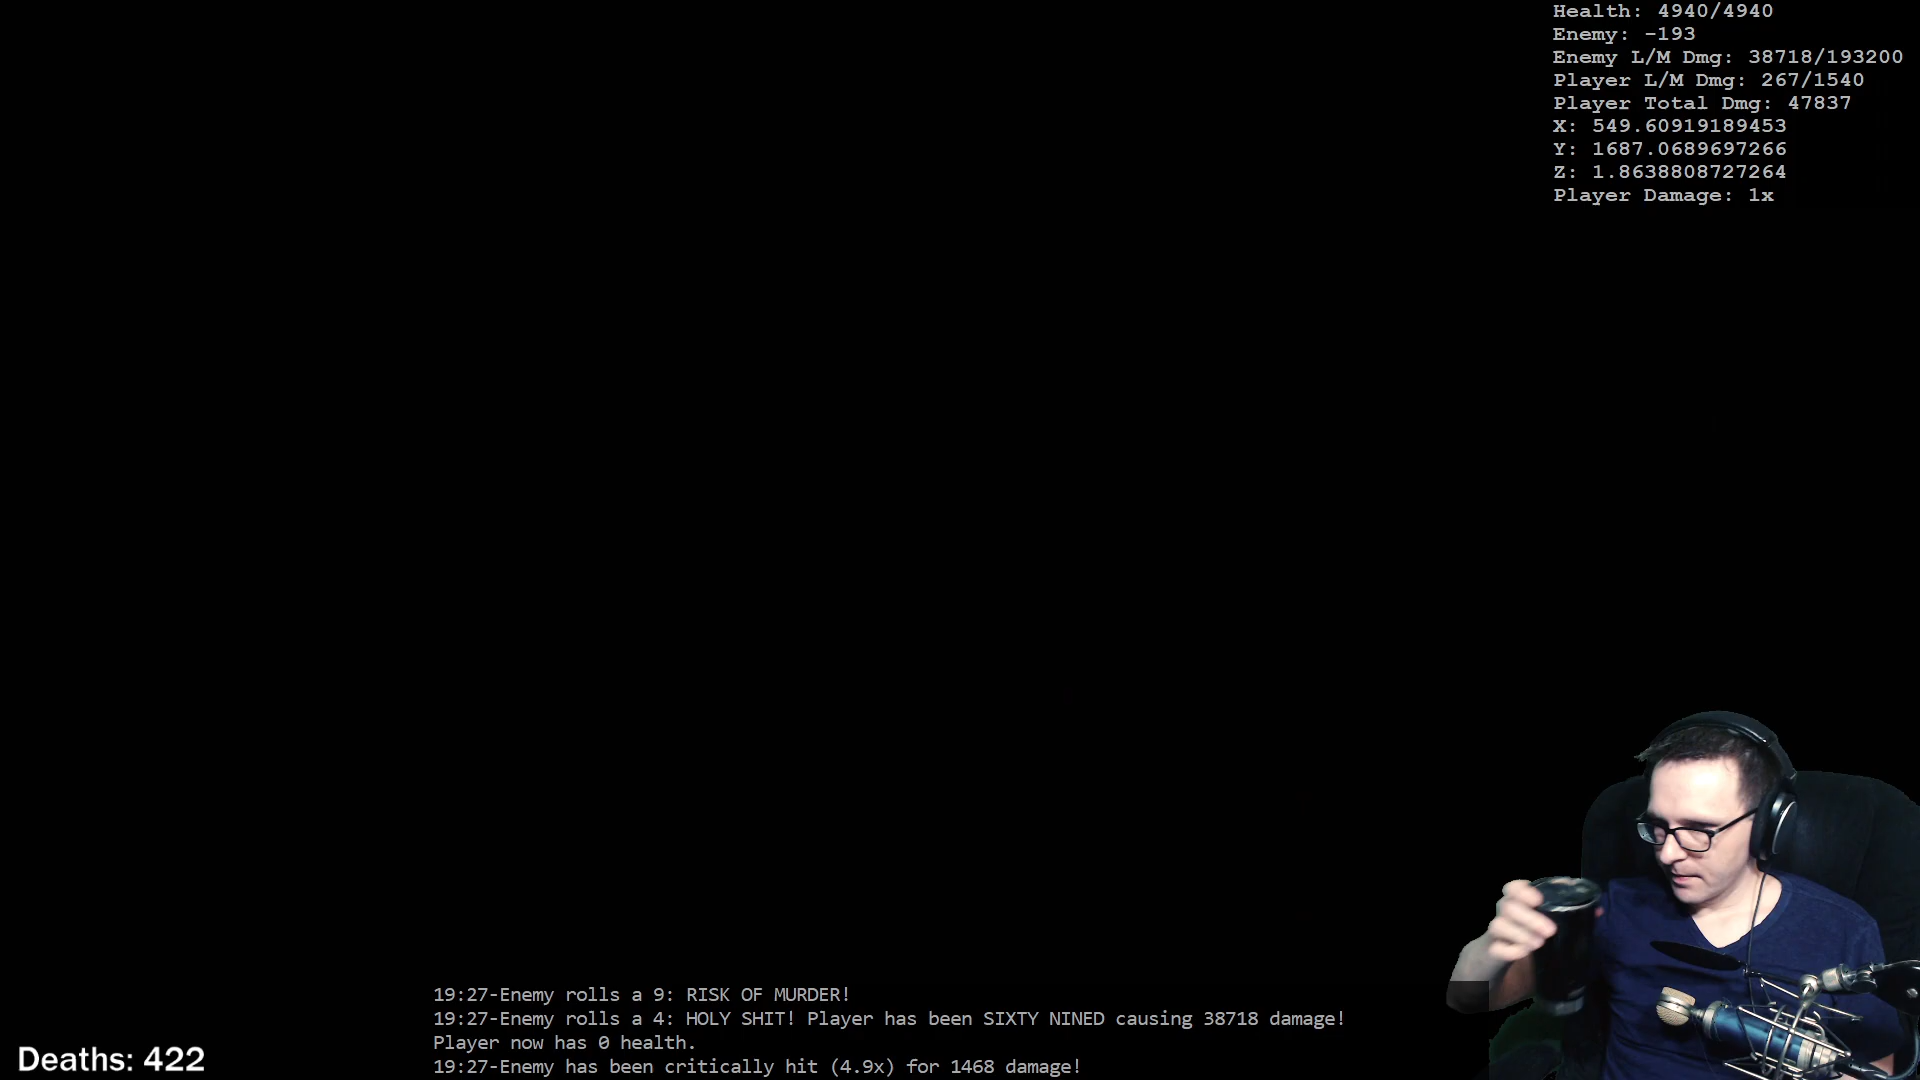 Health: 4940/4940
Enemy: -193
Enemy L/M Dmg: 38718/193200
Player L/M Dmg: 267/1540
Player Total Dmg: 47837
X: 549.60919189453
Y: 1687.0689697266
Z: 1.8638808727264
Player Damage: 1x
19:27-Enemy rolls a 9: RISK OF MURDER!
19:27-Enemy rolls a 4: HOLY SHIT! Player has been SIXTY NINED causing 38718 damage!
Player now has 0 health.
19:27-Enemy has been critically hit (4.9x) for 1468 damage!
Deaths: 422